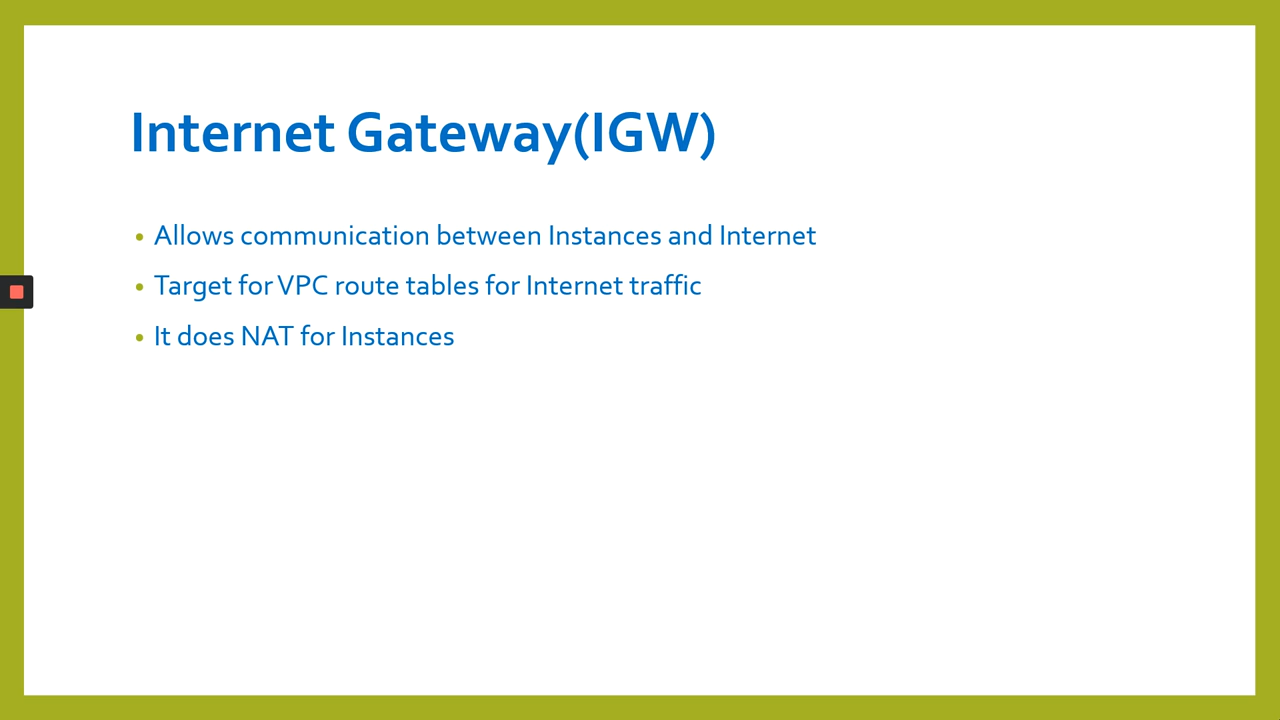 Internet Gateway(IGW)
• Allows communication between Instances and Internet
• Target for VPC route tables for Internet traffic
• It does NAT for Instances